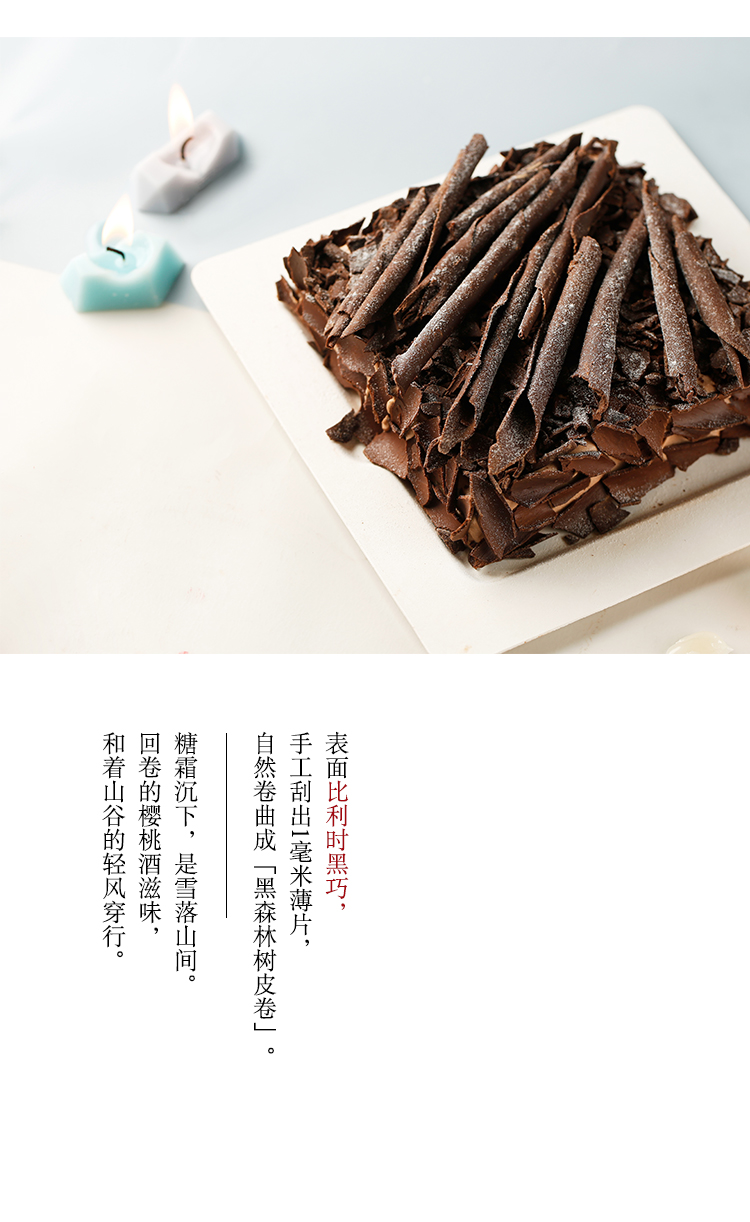 表面比利时黑巧，
手工刮出1毫米薄片，
自然卷曲成「黑森林树皮卷」。
糖霜沉下，是雪落山间。
回卷的樱桃酒滋味，
和着山谷的轻风穿行。